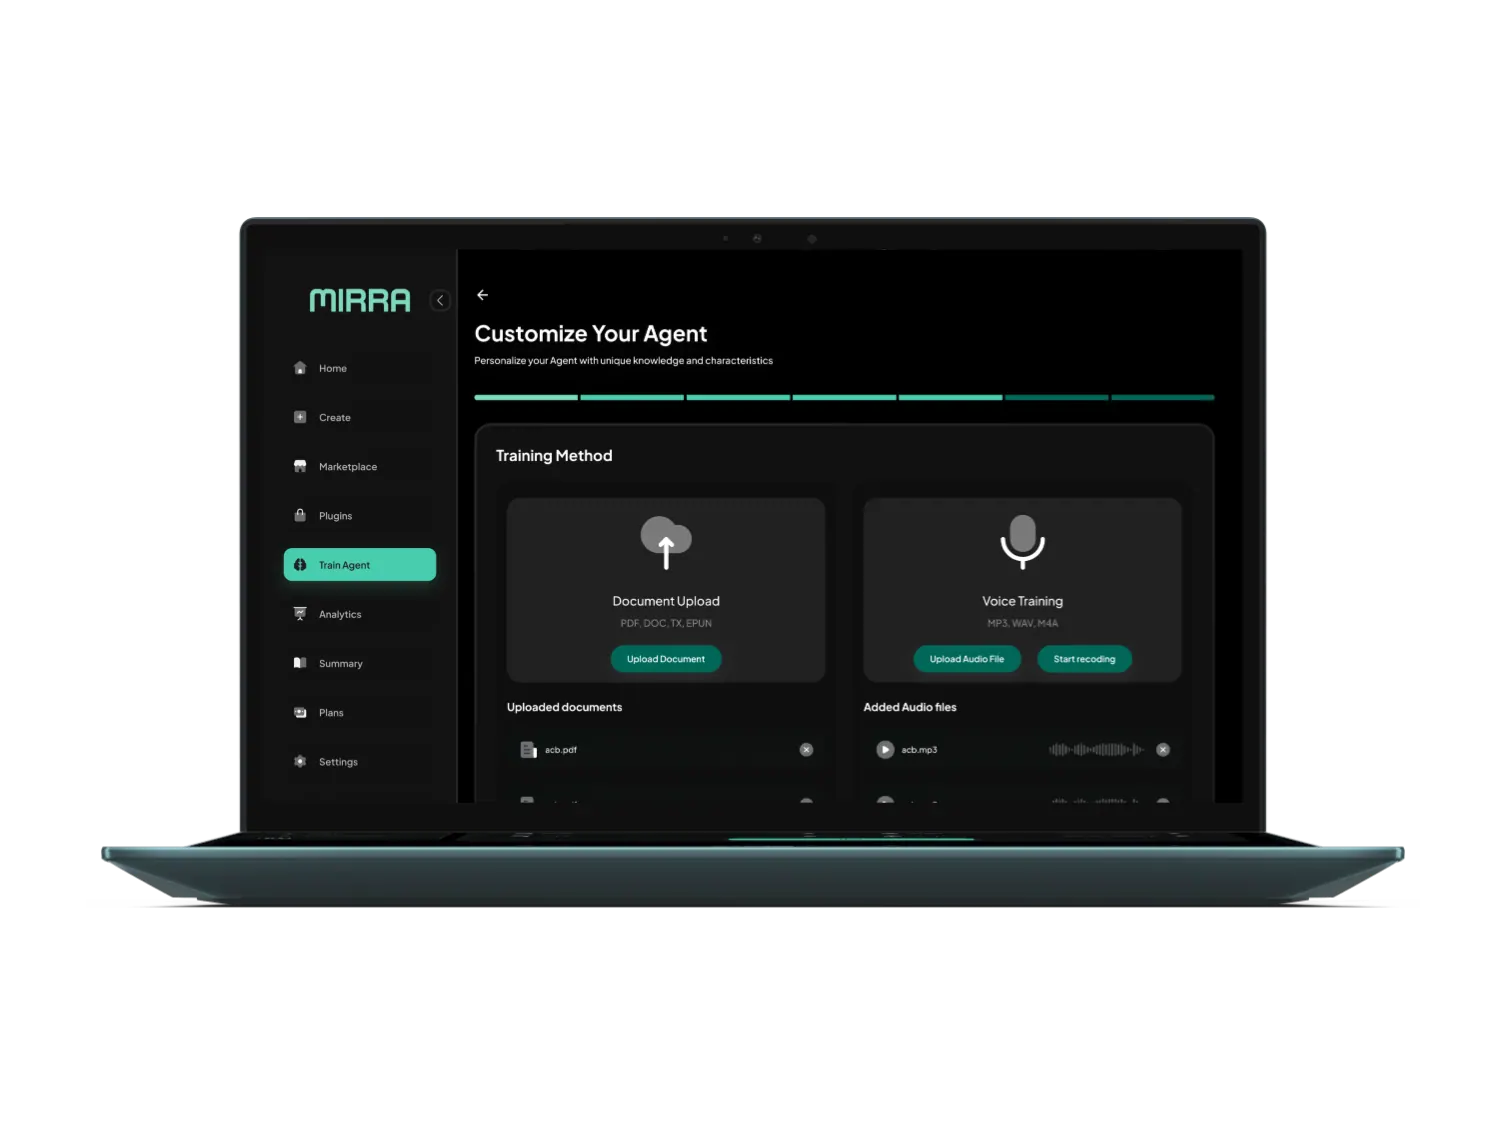 MIRRA
Home
Create
Marketplace
Plugins
Train Agent
Analytics
Summary
Plans
Settings
Customize Your Agent
Personalize your Agent with unique knowledge and characteristics
Training Method
Document Upload
PDF, DOC, TX, EPUN
Upload Document
Uploaded documents
acb.pdf
Voice Training
MP3, WAV, M4A
Upload Audio File
Start recoding
Added Audio files
acb.mp3